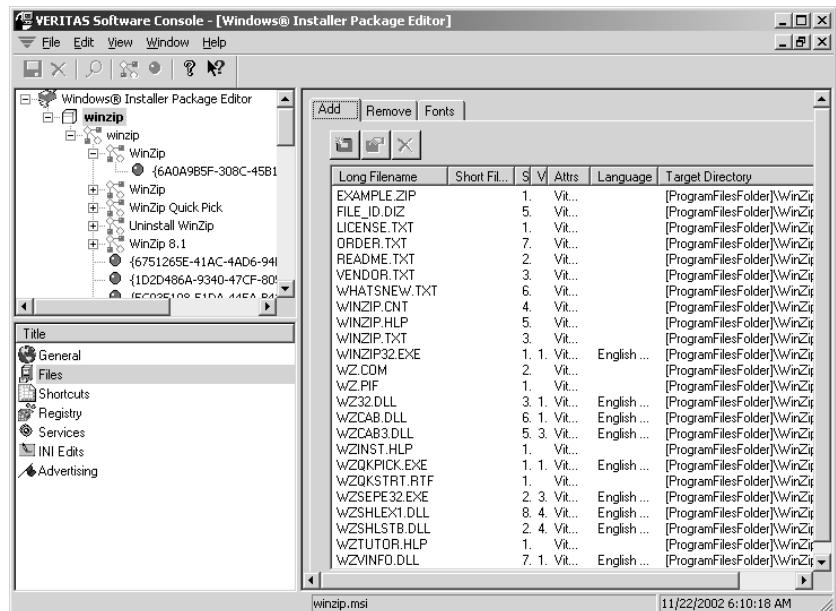 VERITAS Software Console - [Windows® Installer Package Editor]
File Edit View Window Help
Windows® Installer Package Editor
winzip
winzip
WinZip
{6A0A9B5F-308C-45B1
WinZip
WinZip Quick Pick
Uninstall WinZip
WinZip 8.1
{6751265E-41AC-4AD6-94
{1D2D486A-9340-47CF-80
Title
General
Files
Shortcuts
Registry
Services
INI Edits
Advertising
Add Remove Fonts
Long Filename Short Fil... S V Attrs Language Target Directory
EXAMPLE.ZIP 1. Vit... [ProgramFilesFolder]\WinZip
FILE_ID.DIZ 5. Vit... [ProgramFilesFolder]\WinZip
LICENSE.TXT 1. Vit... [ProgramFilesFolder]\WinZip
ORDER.TXT 7. Vit... [ProgramFilesFolder]\WinZip
README.TXT 2. Vit... [ProgramFilesFolder]\WinZip
VENDOR.TXT 3. Vit... [ProgramFilesFolder]\WinZip
WHATSNEW.TXT 6. Vit... [ProgramFilesFolder]\WinZip
WINZIP.CNT 4. Vit... [ProgramFilesFolder]\WinZip
WINZIP.HLP 5. Vit... [ProgramFilesFolder]\WinZip
WINZIP.TXT 3. Vit... [ProgramFilesFolder]\WinZip
WINZIP32.EXE 1. 1. Vit... English ... [ProgramFilesFolder]\WinZip
WZ.COM 2. Vit... [ProgramFilesFolder]\WinZip
WZ.PIF 1. Vit... [ProgramFilesFolder]\WinZip
WZ32.DLL 3. 1. Vit... English ... [ProgramFilesFolder]\WinZip
WZCAB.DLL 6. 1. Vit... English ... [ProgramFilesFolder]\WinZip
WZCAB3.DLL 5. 3. Vit... English ... [ProgramFilesFolder]\WinZip
WZINST.HLP 1. Vit... [ProgramFilesFolder]\WinZip
WZQKPICK.EXE 1. 1. Vit... English ... [ProgramFilesFolder]\WinZip
WZQKSTRT.RTF 1. Vit... [ProgramFilesFolder]\WinZip
WZSEPE32.EXE 2. 3. Vit... English ... [ProgramFilesFolder]\WinZip
WZSHLEX1.DLL 8. 4. Vit... English ... [ProgramFilesFolder]\WinZip
WZSHLSTB.DLL 2. 4. Vit... English ... [ProgramFilesFolder]\WinZip
WZTUTOR.HLP 1. Vit... [ProgramFilesFolder]\WinZip
WZVINFO.DLL 7. 1. Vit... English ... [ProgramFilesFolder]\WinZip
winzip.msi 11/22/2002 6:10:18 AM